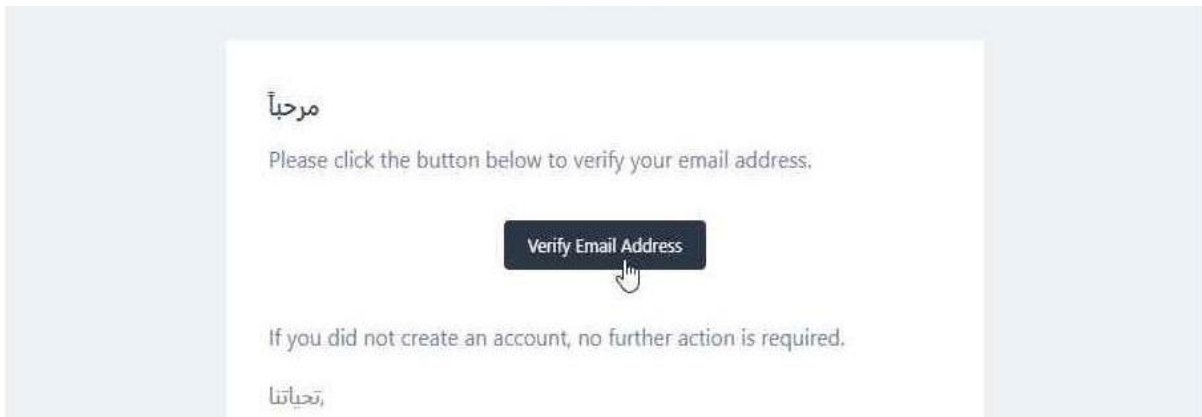 مرحباً
Please click the button below to verify your email address.
Verify Email Address
If you did not create an account, no further action is required.
تحياتنا,